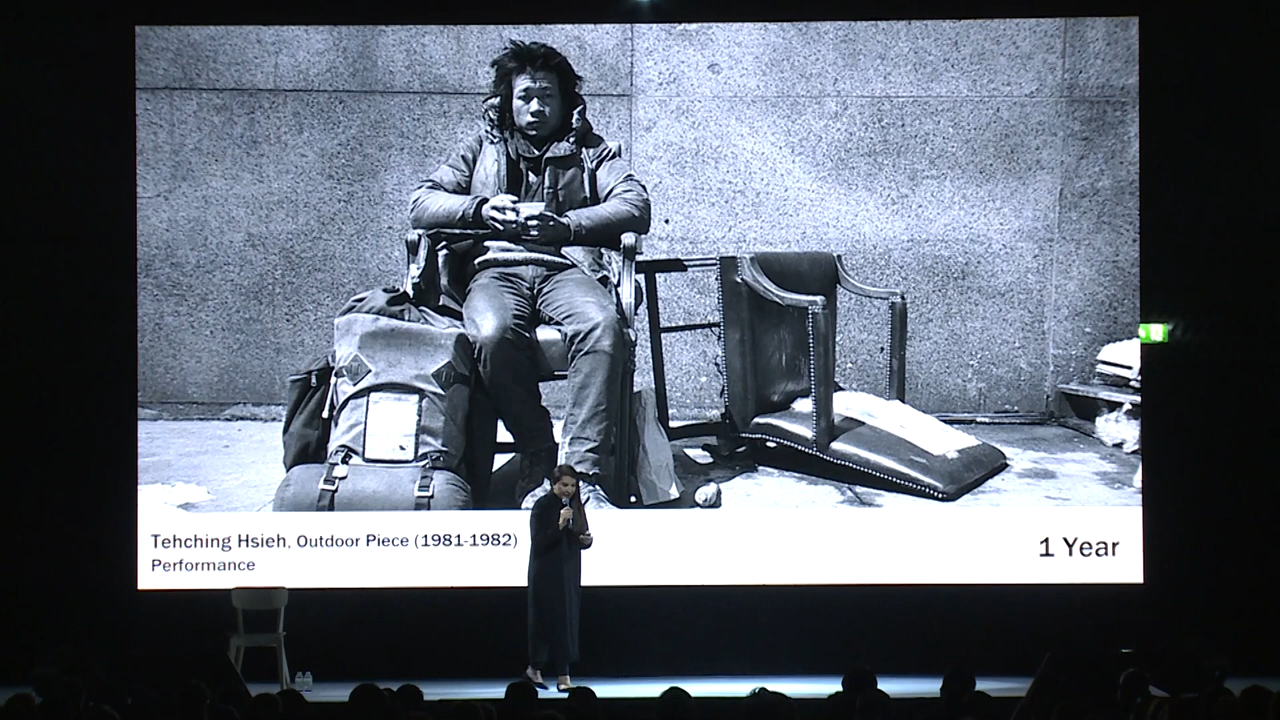 Tehching Hsieh, Outdoor Piece (1981-1982)
Performance
1 Year